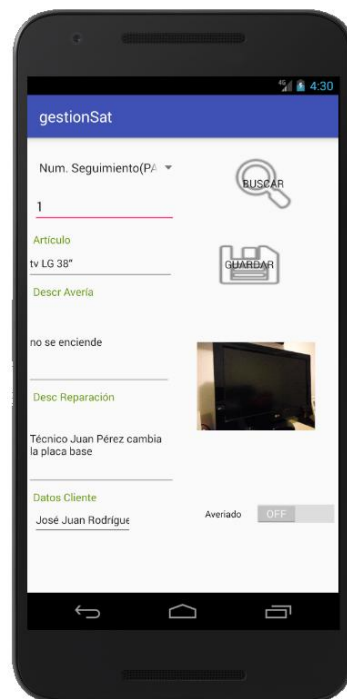 4G 4:30
gestionSat
Num. Seguimiento(PA
BUSCAR
1
Artículo
GUARDAR
tv LG 38"
Descr Avería
no se enciende
Desc Reparación
Técnico Juan Pérez cambia
la placa base
Datos Cliente
José Juan Rodrígue
Averiado OFF